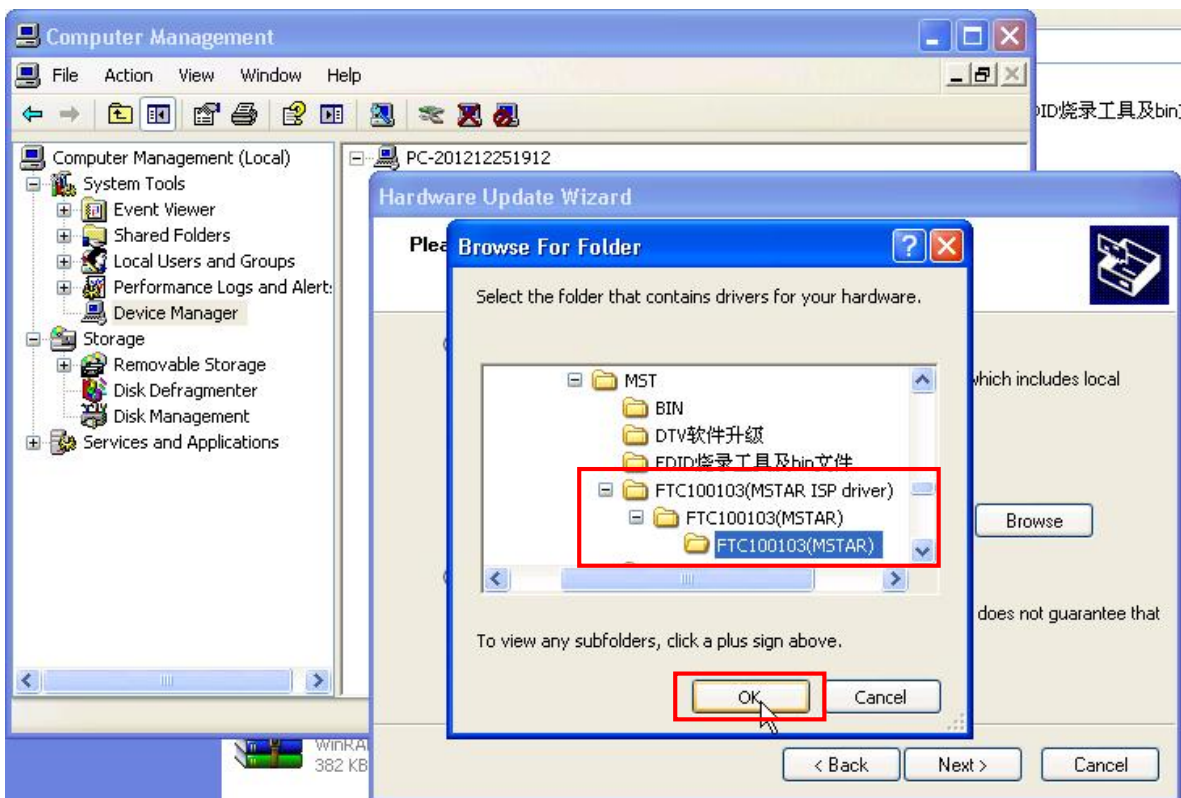 Computer Management
File Action View Window Help
DID烧录工具及bin
Computer Management (Local)
System Tools
Event Viewer
Shared Folders
Local Users and Groups
Performance Logs and Alert
Device Manager
Storage
Removable Storage
Disk Defragmenter
Disk Management
Services and Applications
PC-201212251912
Hardware Update Wizard
Plea
Browse For Folder
Select the folder that contains drivers for your hardware.
MST
BIN
DTV软件升级
EDID烧录工具及bin文件
FTC100103(MSTAR ISP driver)
FTC100103(MSTAR)
FTC100103(MSTAR)
which includes local
Browse
does not guarantee that
To view any subfolders, click a plus sign above.
OK Cancel
WinRA
382 KB
< Back Next > Cancel